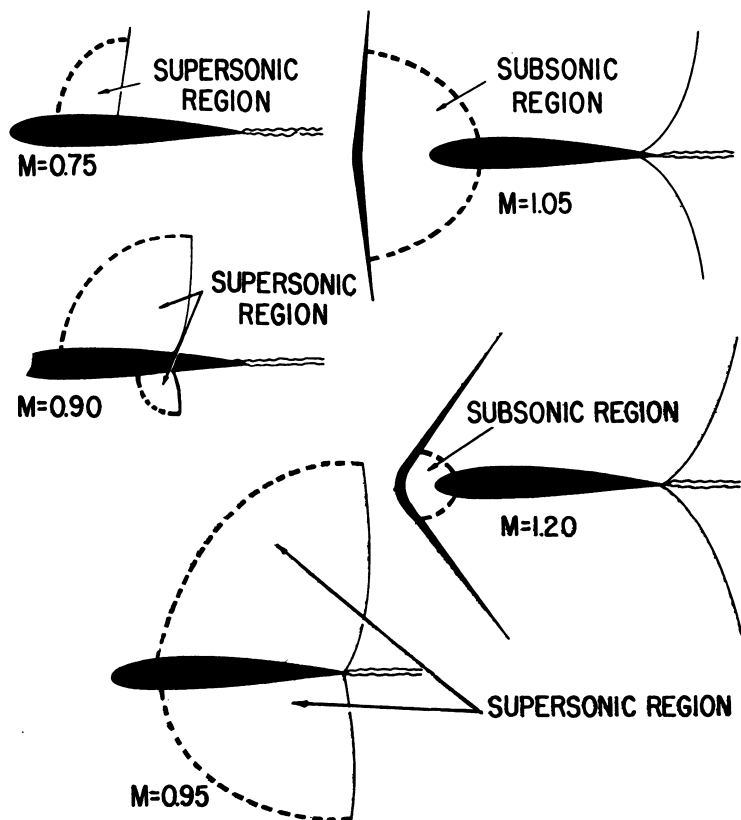 SUPERSONIC
REGION
M=0.75
SUBSONIC
REGION
M=1.05
SUPERSONIC
REGION
M=0.90
SUBSONIC REGION
M=1.20
SUPERSONIC REGION
M=0.95